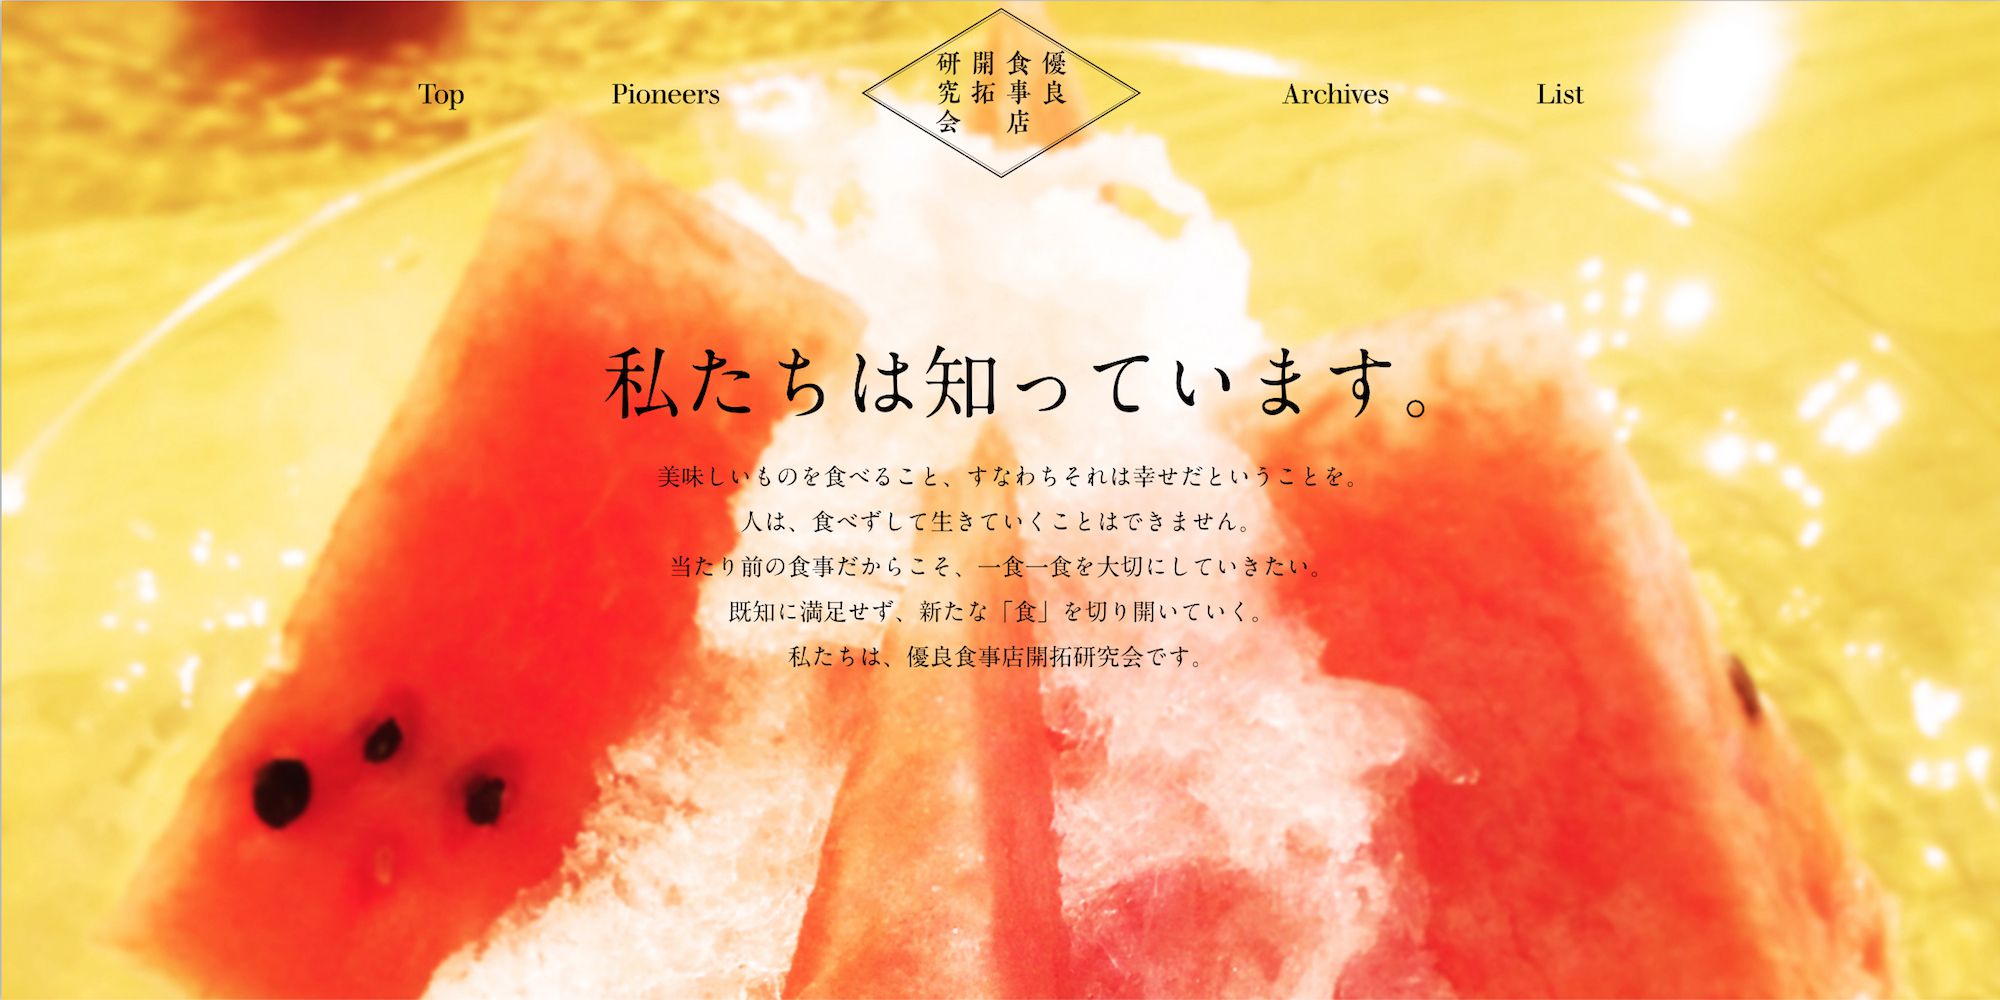 Top
Pioneers
優良
食事店
開拓
研究会
Archives
List
私たちは知っています。
美味しいものを食べること、すなわちそれは幸せだということを。
人は、食べずして生きていくことはできません。
当たり前の食事だからこそ、一食一食を大切にしていきたい。
既知に満足せず、新たな「食」を切り開いていく。
私たちは、優良食事店開拓研究会です。